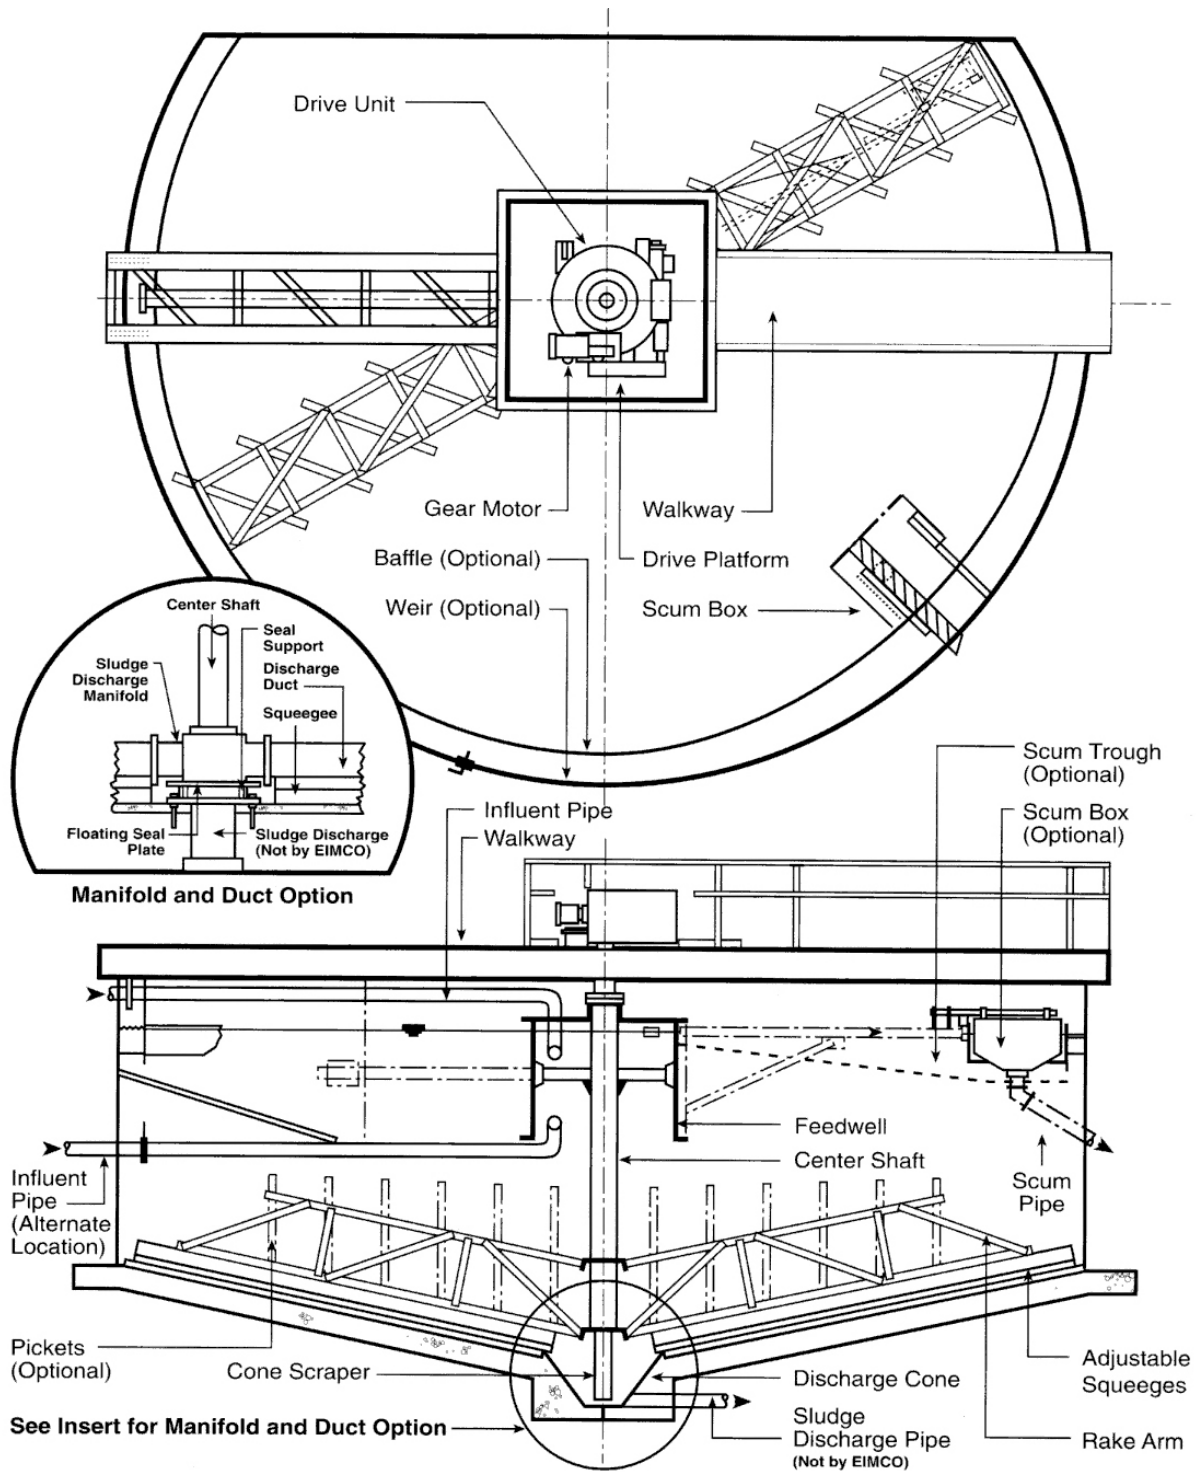 Drive Unit
Gear Motor
Walkway
Baffle (Optional)
Drive Platform
Weir (Optional)
Scum Box
Center Shaft
Seal
Support
Sludge
Discharge
Manifold
Discharge
Duct
Squeegee
Floating Seal
Plate
Sludge Discharge
(Not by EIMCO)
Manifold and Duct Option
Scum Trough
(Optional)
Influent Pipe
Walkway
Scum Box
(Optional)
Feedwell
Center Shaft
Influent
Pipe
(Alternate
Location)
Scum
Pipe
Pickets
(Optional)
Cone Scraper
Discharge Cone
Adjustable
Squeeges
See Insert for Manifold and Duct Option
Sludge
Discharge Pipe
(Not by EIMCO)
Rake Arm